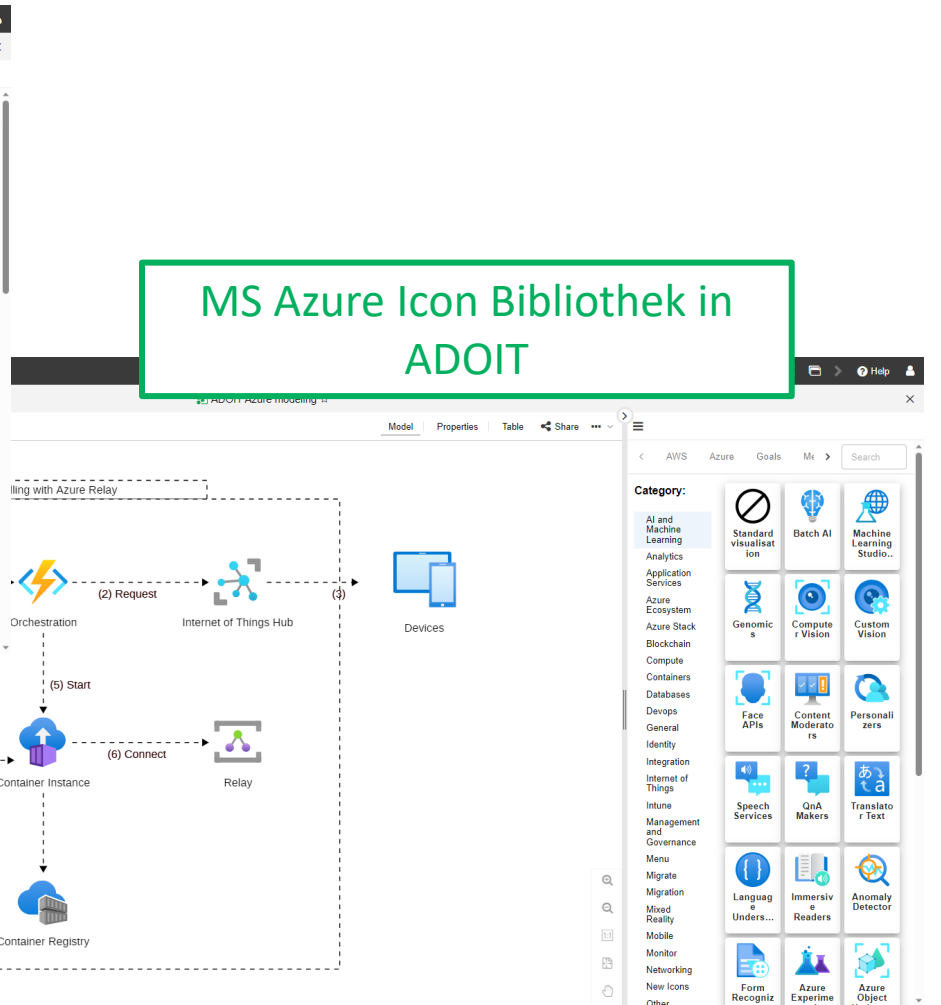 MS Azure Icon Bibliothek in
ADOIT
Help
ADOIT Azure modeling
Model
Properties
Table
Share
AWS
Azure
Goals
Search
lling with Azure Relay
(2) Request
(3)
Orchestration
Internet of Things Hub
Devices
(5) Start
(6) Connect
Container Instance
Relay
Container Registry
1:1
Category:
AI and
Machine
Learning
Analytics
Application
Services
Azure
Ecosystem
Azure Stack
Blockchain
Compute
Containers
Databases
Devops
General
Identity
Integration
Internet of
Things
Intune
Management
and
Governance
Menu
Migrate
Migration
Mixed
Reality
Mobile
Monitor
Networking
New Icons
Other
Standard
visualisat
ion
Batch AI
Machine
Learning
Studio...
Genomic
s
Compute
r Vision
Custom
Vision
Face
APIs
Content
Moderato
rs
Personali
zers
Speech
Services
QnA
Makers
あ
a
Translato
r Text
Languag
e
Unders...
Immersiv
e
Readers
Anomaly
Detector
Form
Recogniz
Azure
Experime
Azure
Object